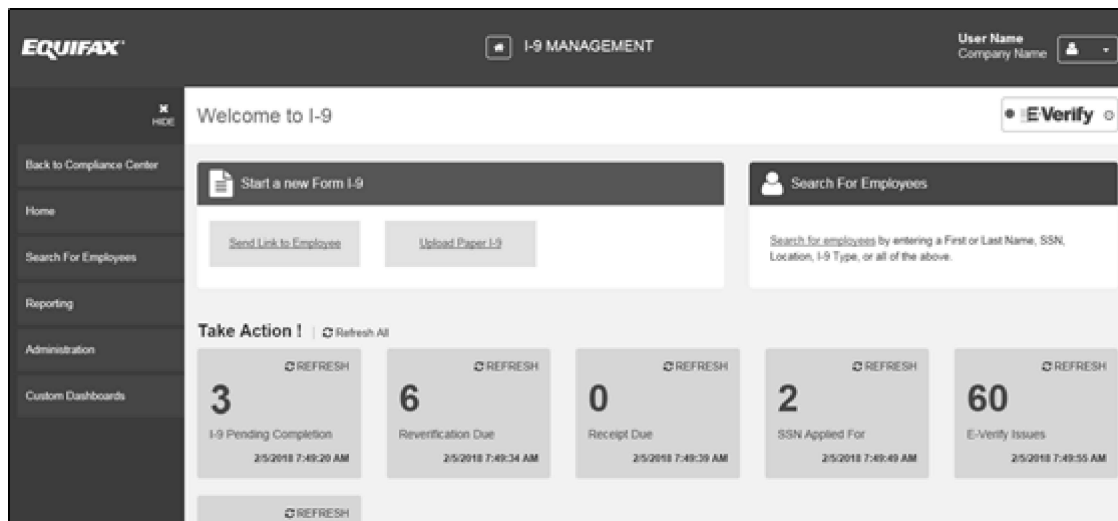 EQUIFAX
I-9 MANAGEMENT
User Name
Company Name
HIDE
Welcome to I-9
E-Verify
Back to Compliance Center
Home
Search For Employees
Reporting
Administration
Custom Dashboards
Start a new Form I-9
Send Link to Employee
Upload Paper I-9
Search For Employees
Search for employees by entering a First or Last Name, SSN,
Location, I-9 Type, or all of the above.
Take Action ! | Refresh All
REFRESH
3
I-9 Pending Completion
2/5/2018 7:49:20 AM
REFRESH
6
Reverification Due
2/5/2018 7:49:34 AM
REFRESH
0
Receipt Due
2/5/2018 7:49:39 AM
REFRESH
2
SSN Applied For
2/5/2018 7:49:49 AM
REFRESH
60
E-Verify Issues
2/5/2018 7:49:55 AM
REFRESH